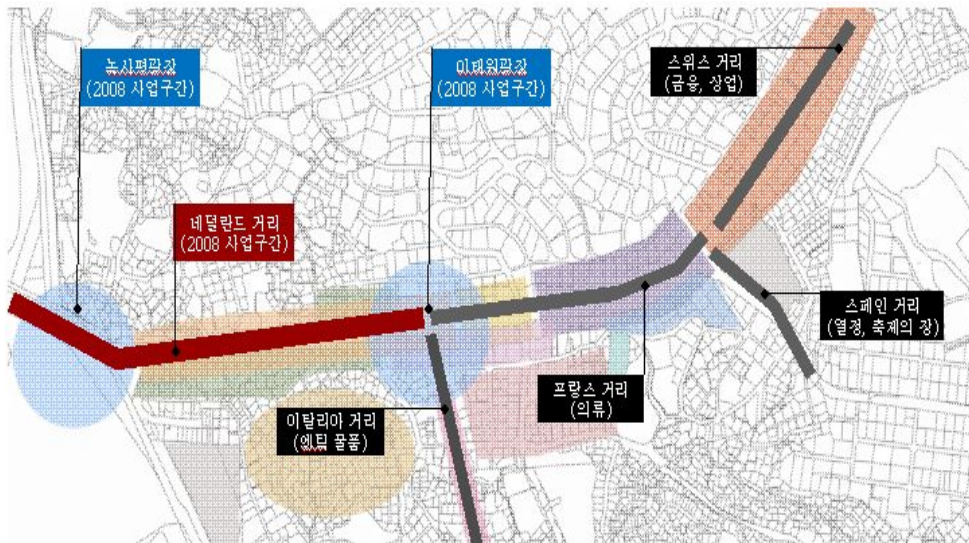 녹사평광장
(2008 사업구간)
이태원광장
(2008 사업구간)
스위스 거리
(금융, 상업)
네덜란드 거리
(2008 사업구간)
스페인 거리
(열정, 축제의 장)
프랑스 거리
(의류)
이탈리아 거리
(엔틱 물품)